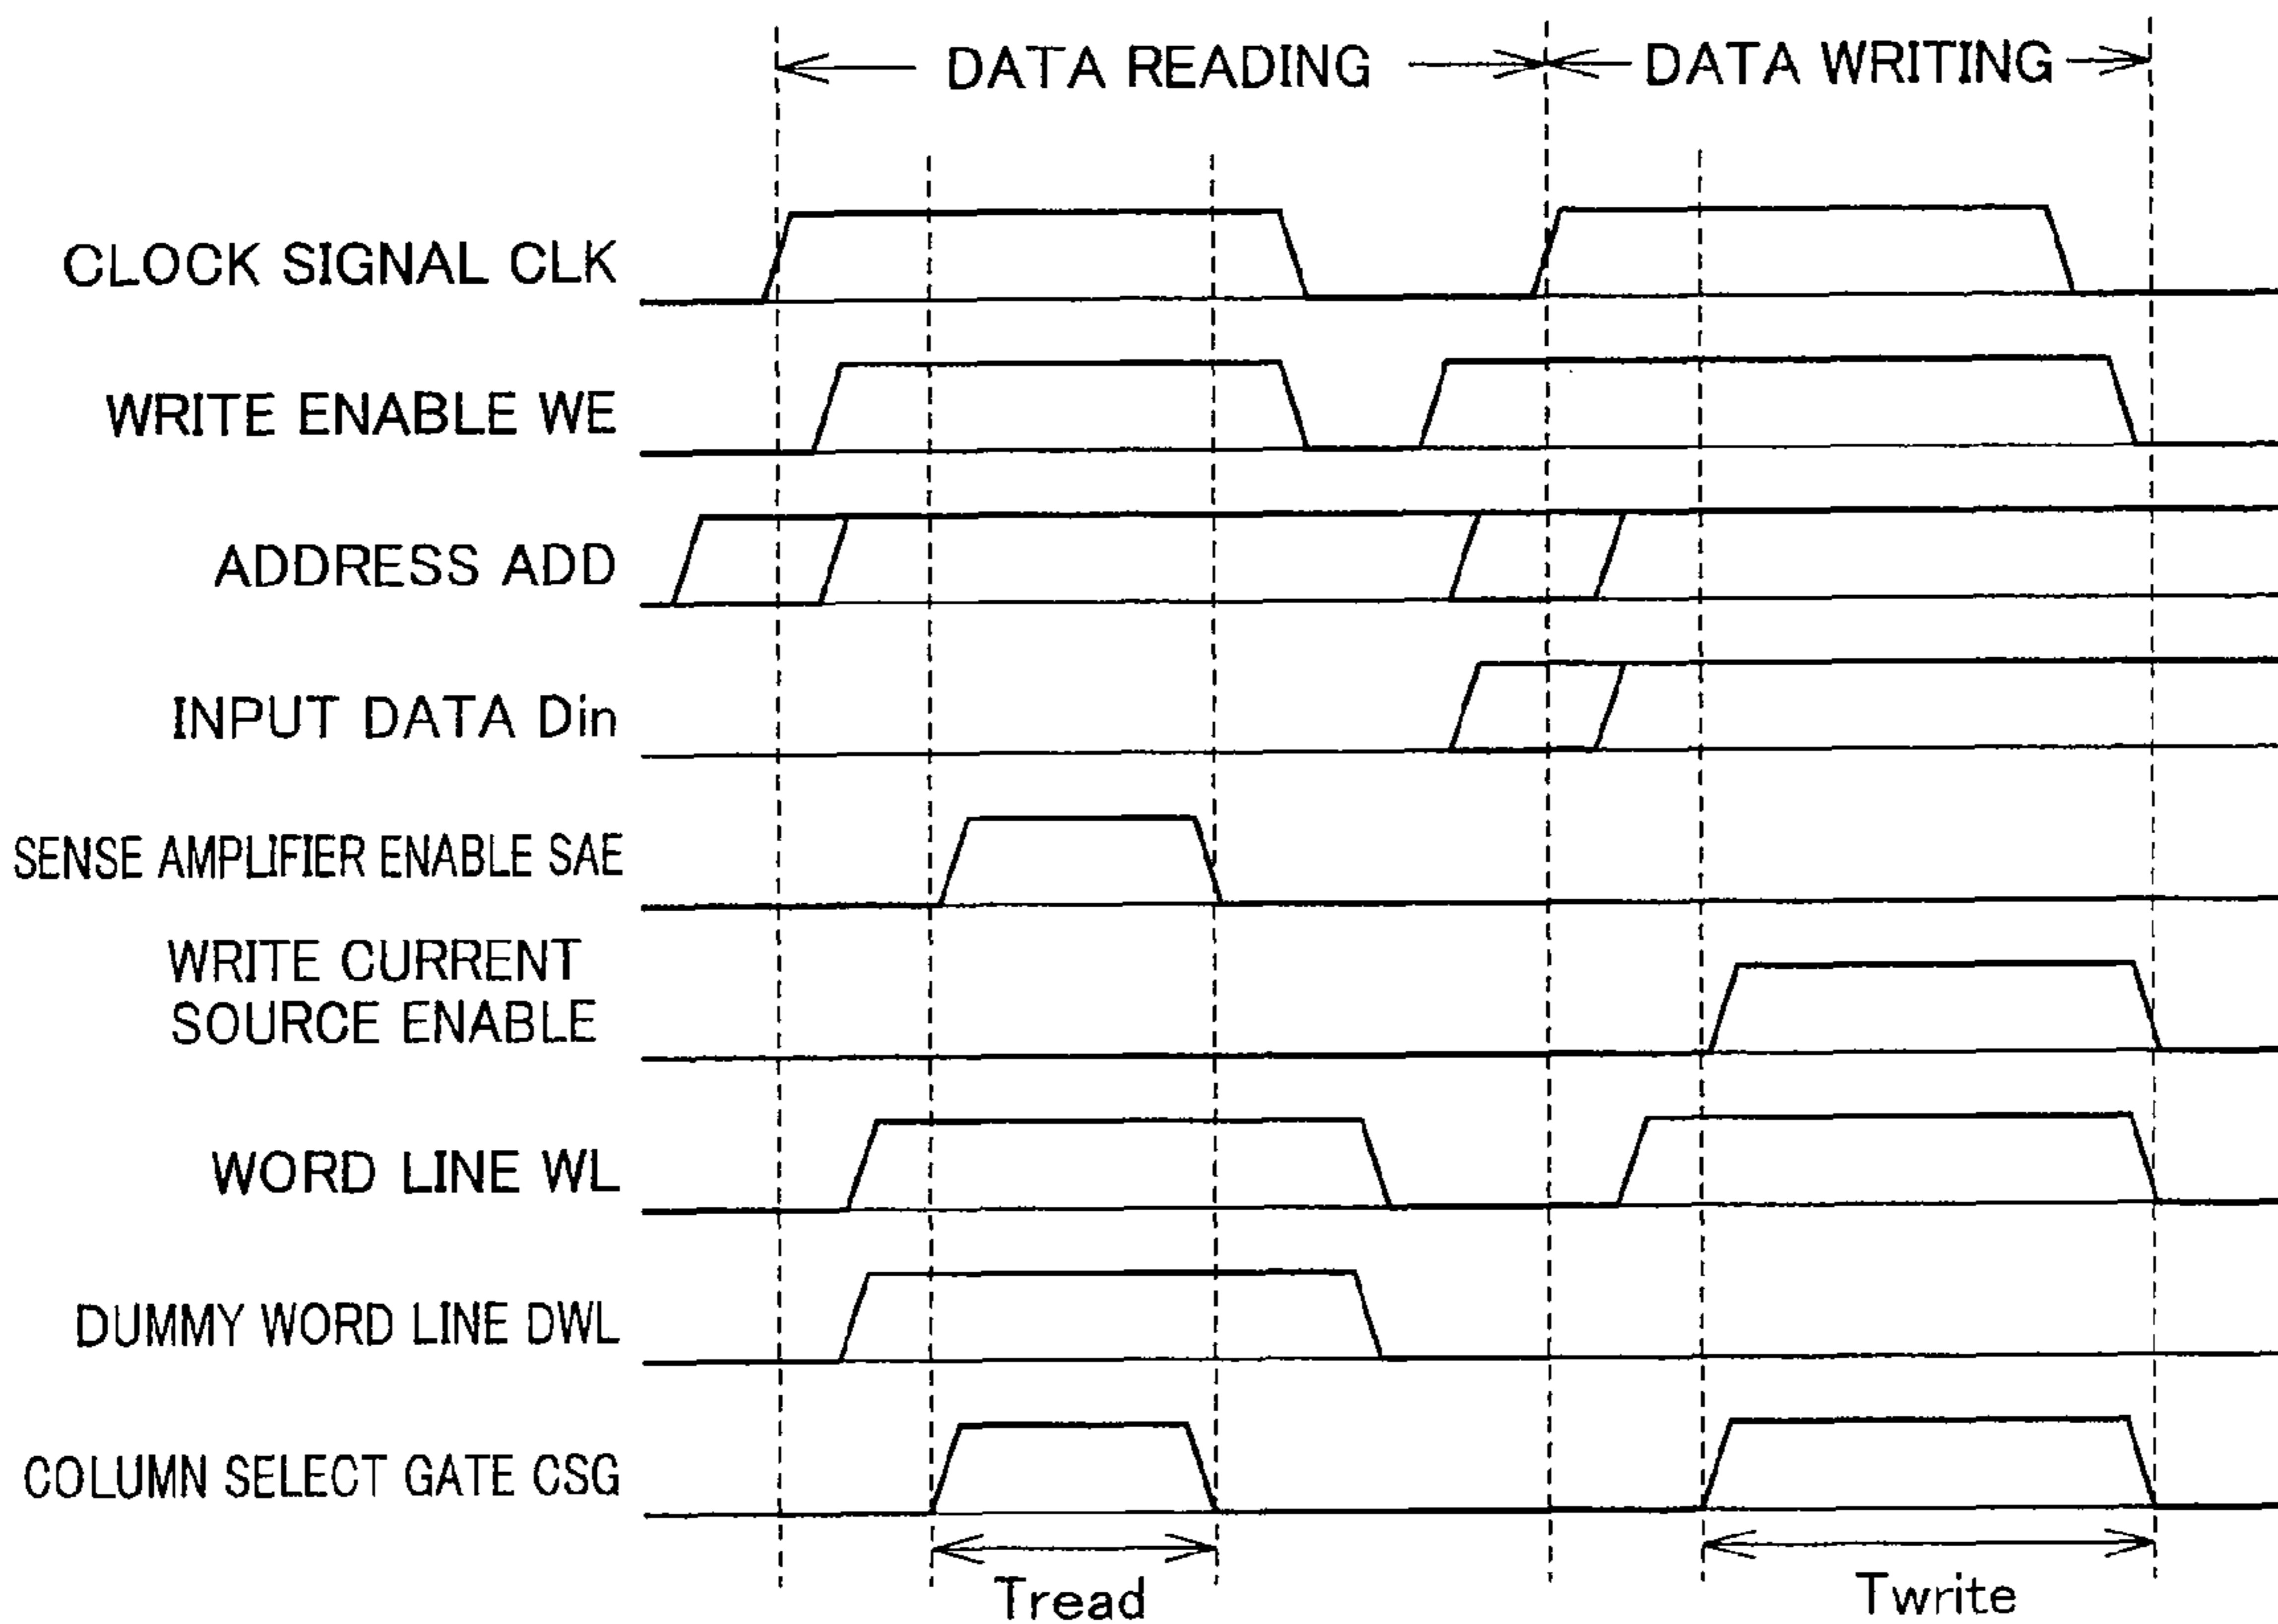 DATA READING DATA WRITING
CLOCK SIGNAL CLK
WRITE ENABLE WE
ADDRESS ADD
INPUT DATA Din
SENSE AMPLIFIER ENABLE SAE
WRITE CURRENT
SOURCE ENABLE
WORD LINE WL
DUMMY WORD LINE DWL
COLUMN SELECT GATE CSG
Tread Twrite